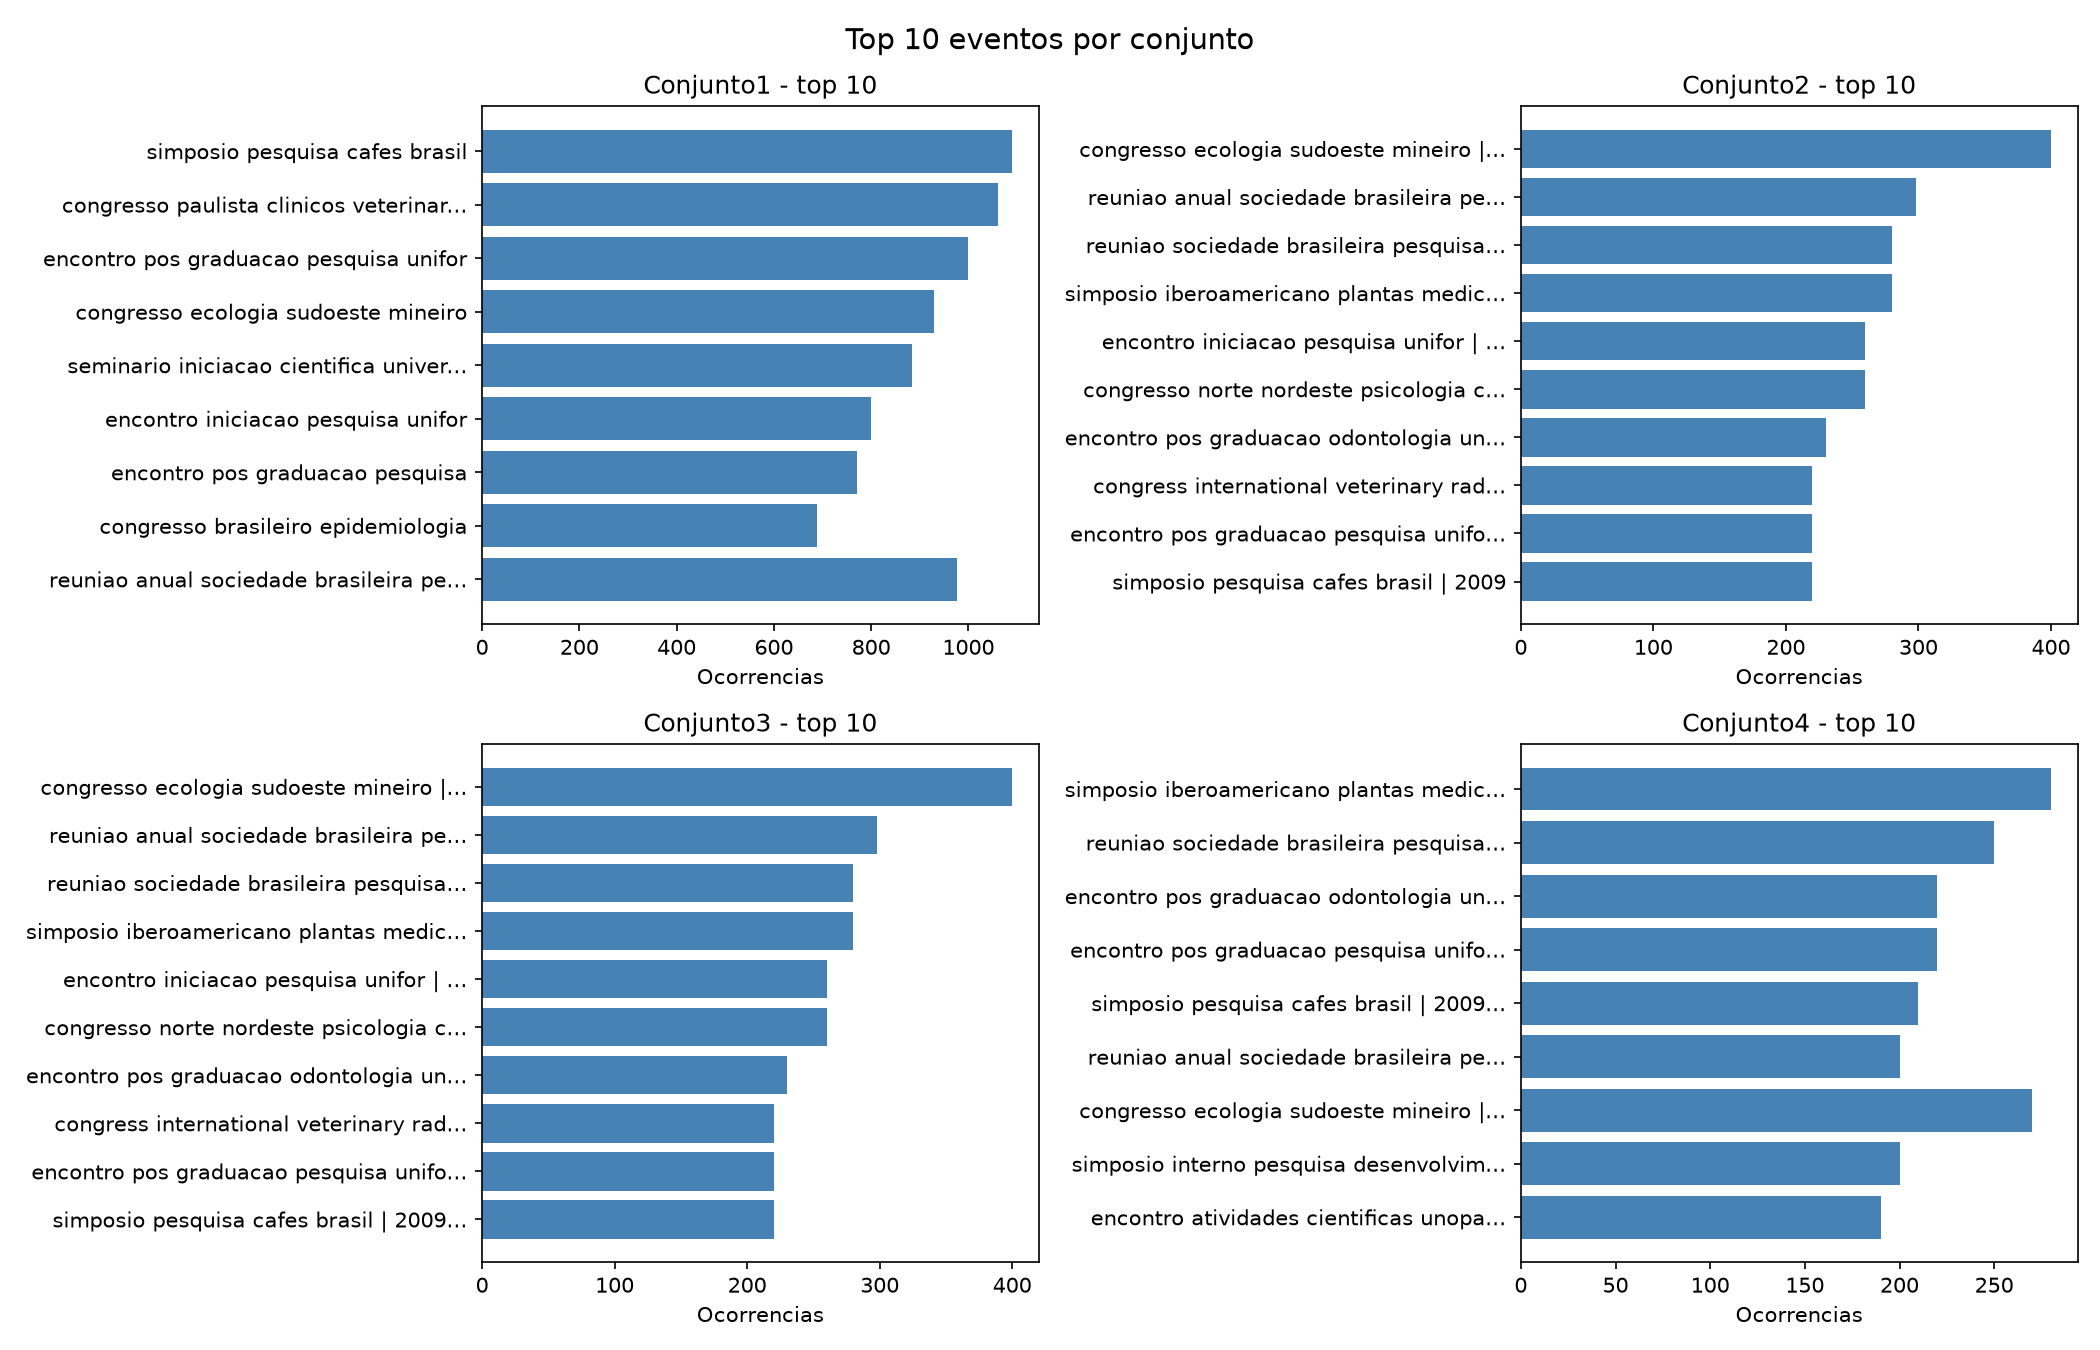 Top 10 eventos por conjunto
Conjunto1 - top 10
simposio pesquisa cafes brasil
congresso paulista clinicos veterinar...
encontro pos graduacao pesquisa unifor
congresso ecologia sudoeste mineiro
seminario iniciacao cientifica univer...
encontro iniciacao pesquisa unifor
encontro pos graduacao pesquisa
congresso brasileiro epidemiologia
reuniao anual sociedade brasileira pe...
0 200 400 600 800 1000
Ocorrencias
Conjunto2 - top 10
congresso ecologia sudoeste mineiro |...
reuniao anual sociedade brasileira pe...
reuniao sociedade brasileira pesquisa...
simposio iberoamericano plantas medic...
encontro iniciacao pesquisa unifor | ...
congresso norte nordeste psicologia c...
encontro pos graduacao odontologia un...
congress international veterinary rad...
encontro pos graduacao pesquisa unifo...
simposio pesquisa cafes brasil | 2009
0 100 200 300 400
Ocorrencias
Conjunto3 - top 10
congresso ecologia sudoeste mineiro |...
reuniao anual sociedade brasileira pe...
reuniao sociedade brasileira pesquisa...
simposio iberoamericano plantas medic...
encontro iniciacao pesquisa unifor | ...
congresso norte nordeste psicologia c...
encontro pos graduacao odontologia un...
congress international veterinary rad...
encontro pos graduacao pesquisa unifo...
simposio pesquisa cafes brasil | 2009...
0 100 200 300 400
Ocorrencias
Conjunto4 - top 10
simposio iberoamericano plantas medic...
reuniao sociedade brasileira pesquisa...
encontro pos graduacao odontologia un...
encontro pos graduacao pesquisa unifo...
simposio pesquisa cafes brasil | 2009...
reuniao anual sociedade brasileira pe...
congresso ecologia sudoeste mineiro |...
simposio interno pesquisa desenvolvim...
encontro atividades cientificas unopa...
0 50 100 150 200 250
Ocorrencias